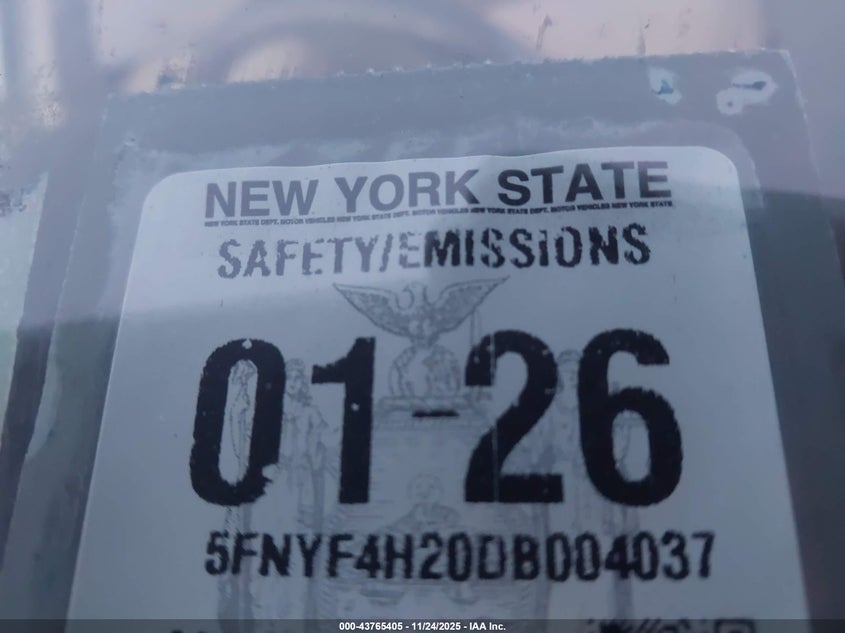 NEW YORK STATE
NEW YORK STATE DEPT. MOTOR VEHICLES NEW YORK STATE DEPT. MOTOR VEHICLES NEW YORK STATE DEPT. MOTOR VEHICLES NEW YORK STATE
SAFETY/EMISSIONS
01-26
5FNYF4H20DB004037
000-43765405 - 11/24/2025 - IAA Inc.